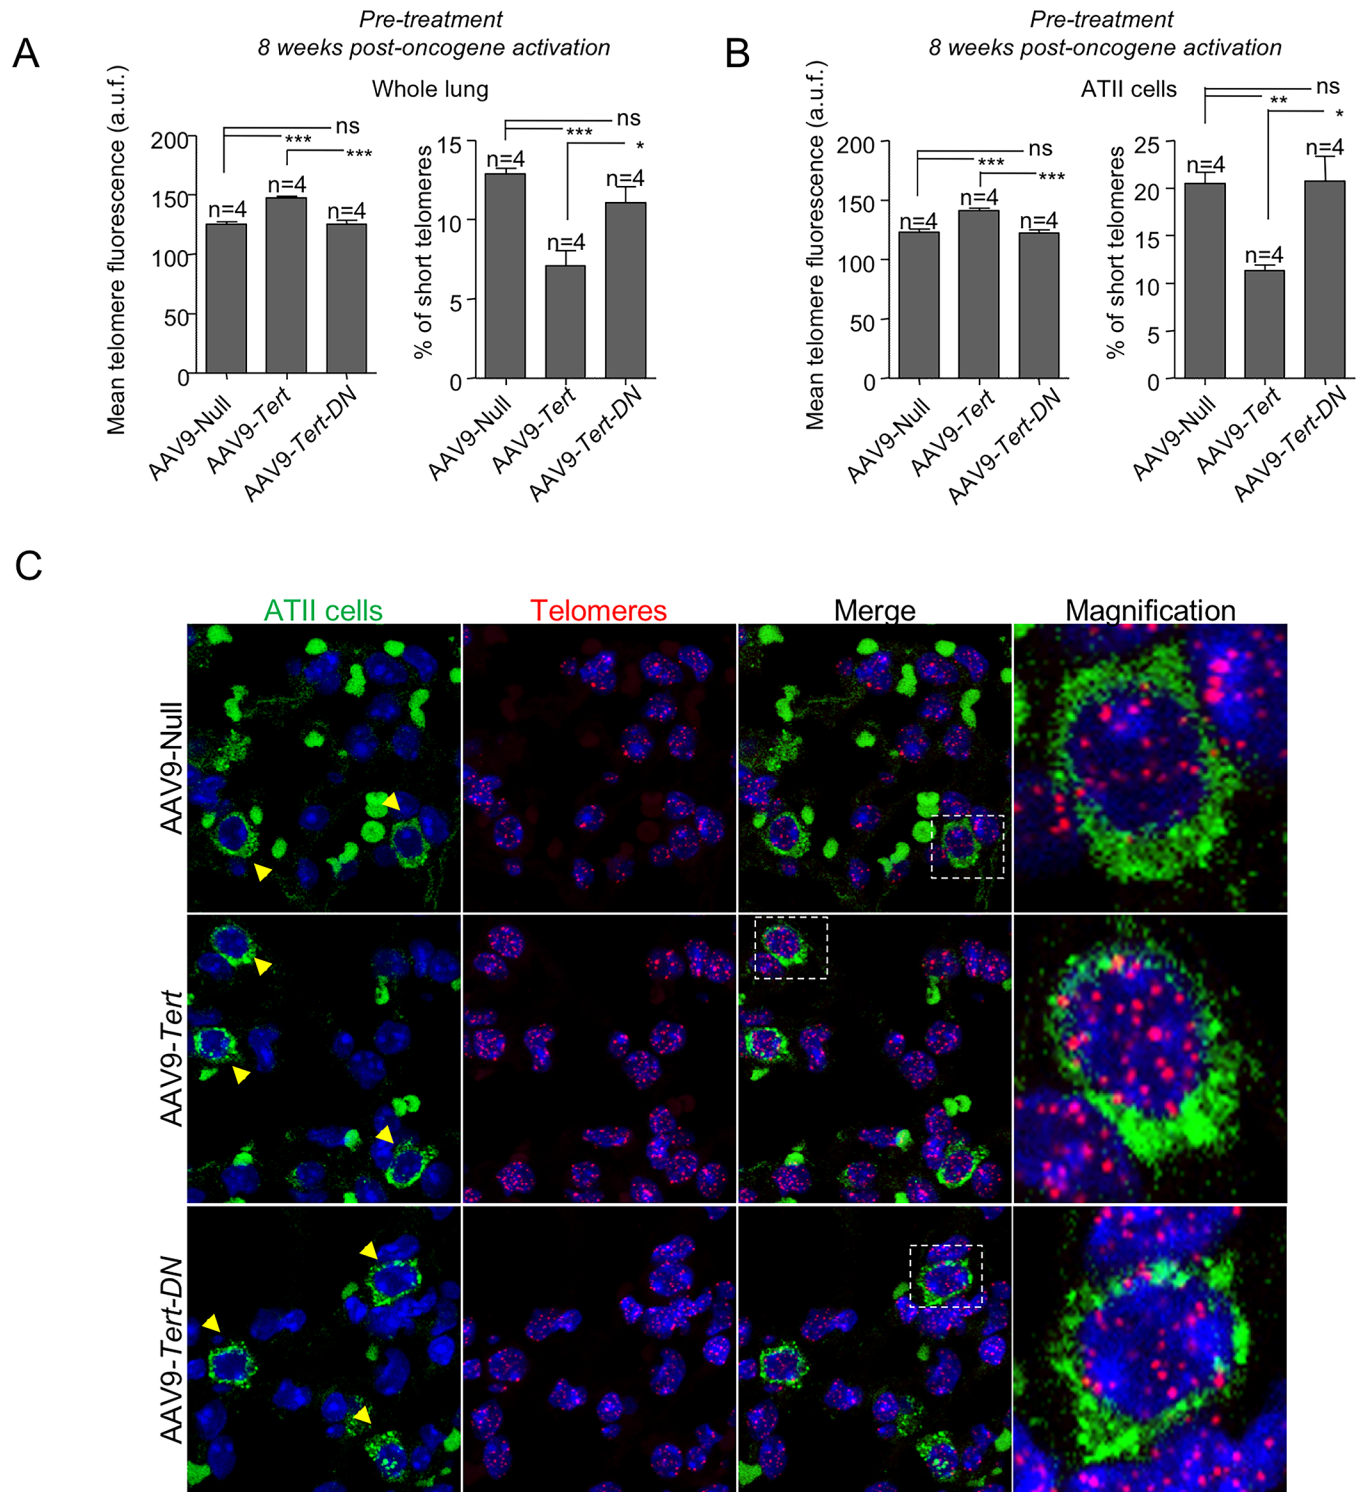 A
Pre-treatment
8 weeks post-oncogene activation
Whole lung
Mean telomere fluorescence (a.u.f.)
200
150
100
50
0
ns
***
***
n=4
n=4
n=4
AAV9-Null
AAV9-Tert
AAV9-Tert-DN
% of short telomeres
15
10
5
0
ns
***
*
n=4
n=4
n=4
AAV9-Null
AAV9-Tert
AAV9-Tert-DN
B
Pre-treatment
8 weeks post-oncogene activation
ATII cells
Mean telomere fluorescence (a.u.f.)
200
150
100
50
0
ns
***
***
n=4
n=4
n=4
AAV9-Null
AAV9-Tert
AAV9-Tert-DN
% of short telomeres
25
20
15
10
5
0
ns
**
*
n=4
n=4
n=4
AAV9-Null
AAV9-Tert
AAV9-Tert-DN
C
ATII cells
Telomeres
Merge
Magnification
AAV9-Null
AAV9-Tert
AAV9-Tert-DN